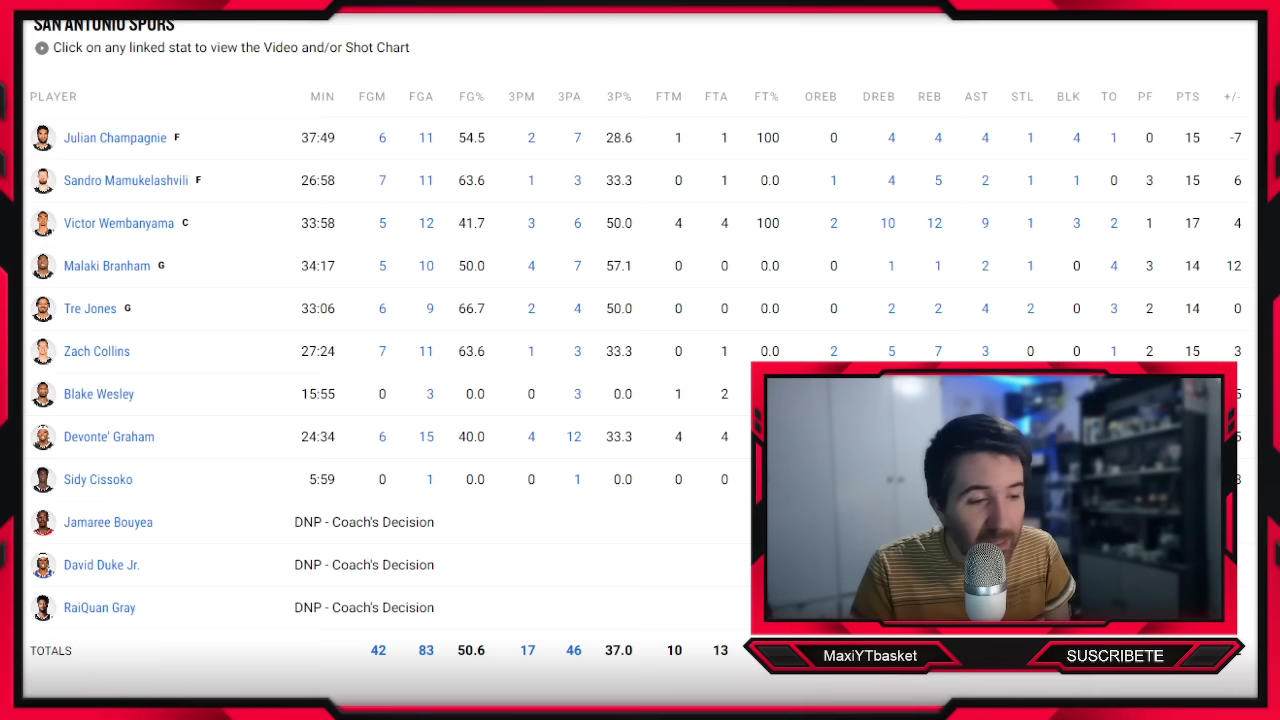 SAN ANTONIO SPURS
Click on any linked stat to view the Video and/or Shot Chart
PLAYER MIN FGM FGA FG% 3PM 3PA 3P% FTM FTA FT% OREB DREB REB AST STL BLK TO PF PTS +/-
Julian Champagnie F 37:49 6 11 54.5 2 7 28.6 1 1 100 0 4 4 4 1 4 1 0 15 -7
Sandro Mamukelashvili F 26:58 7 11 63.6 1 3 33.3 0 1 0.0 1 4 5 2 1 1 0 3 15 6
Victor Wembanyama C 33:58 5 12 41.7 3 6 50.0 4 4 100 2 10 12 9 1 3 2 1 17 4
Malaki Branham G 34:17 5 10 50.0 4 7 57.1 0 0 0.0 0 1 1 2 1 0 4 3 14 12
Tre Jones G 33:06 6 9 66.7 2 4 50.0 0 0 0.0 0 2 2 4 2 0 3 2 14 0
Zach Collins 27:24 7 11 63.6 1 3 33.3 0 1 0.0 2 5 7 3 0 0 1 2 15 3
Blake Wesley 15:55 0 3 0.0 0 3 0.0 1 2
Devonte' Graham 24:34 6 15 40.0 4 12 33.3 4 4
Sidy Cissoko 5:59 0 1 0.0 0 1 0.0 0 0
Jamaree Bouyea DNP - Coach's Decision
David Duke Jr. DNP - Coach's Decision
RaiQuan Gray DNP - Coach's Decision
TOTALS 42 83 50.6 17 46 37.0 10 13
MaxiYTbasket SUSCRIBETE